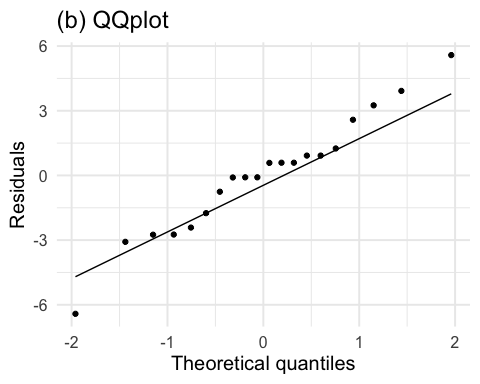 (b) QQplot
6
3
0
-3
-6
-2 -1 0 1 2
Theoretical quantiles
Residuals